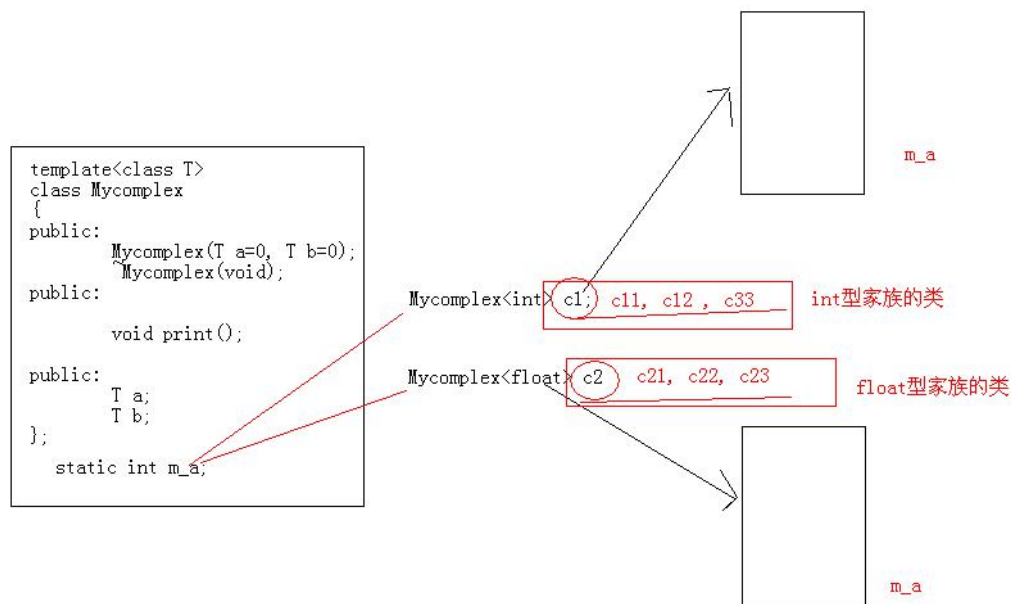 template<class T>
class Mycomplex
{
public:
Mycomplex(T a=0, T b=0);
~Mycomplex(void);
public:
void print();
public:
T a;
T b;
};
static int m_a;
Mycomplex<int> c1; c11, c12 , c33
int型家族的类
Mycomplex<float> c2 c21, c22, c23
float型家族的类
m_a
m_a